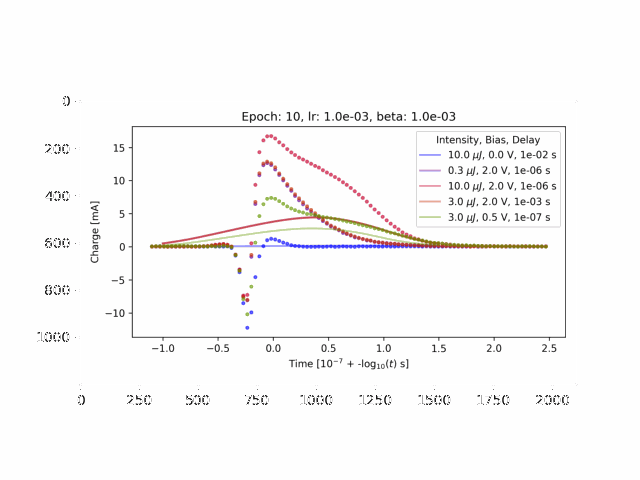 Epoch: 10, lr: 1.0e-03, beta: 1.0e-03
Intensity, Bias, Delay
10.0 μJ, 0.0 V, 1e-02 s
0.3 μJ, 2.0 V, 1e-06 s
10.0 μJ, 2.0 V, 1e-06 s
3.0 μJ, 2.0 V, 1e-03 s
3.0 μJ, 0.5 V, 1e-07 s
Charge [mA]
15
10
5
0
−5
−10
−1.0 −0.5 0.0 0.5 1.0 1.5 2.0 2.5
Time [10⁻⁷ + -log₁₀(t) s]
0
200
400
600
800
1000
0 250 500 750 1000 1250 1500 1750 2000